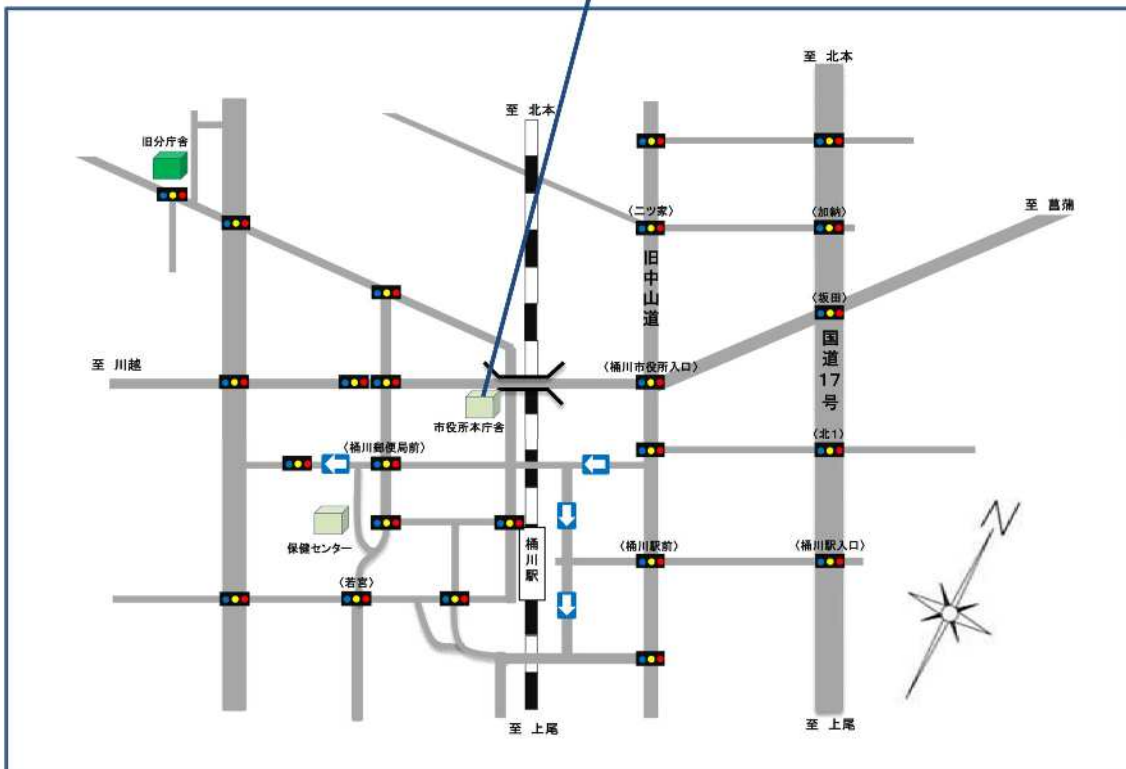 至 北本
至 北本
旧分庁舎
〈二ツ家〉
〈加納〉
至 菖蒲
旧中山道
〈坂田〉
国道17号
至 川越
〈桶川市役所入口〉
市役所本庁舎
〈桶川郵便局前〉
〈北1〉
保健センター
桶川駅
〈桶川駅前〉
〈桶川駅入口〉
〈若宮〉
N
至 上尾
至 上尾